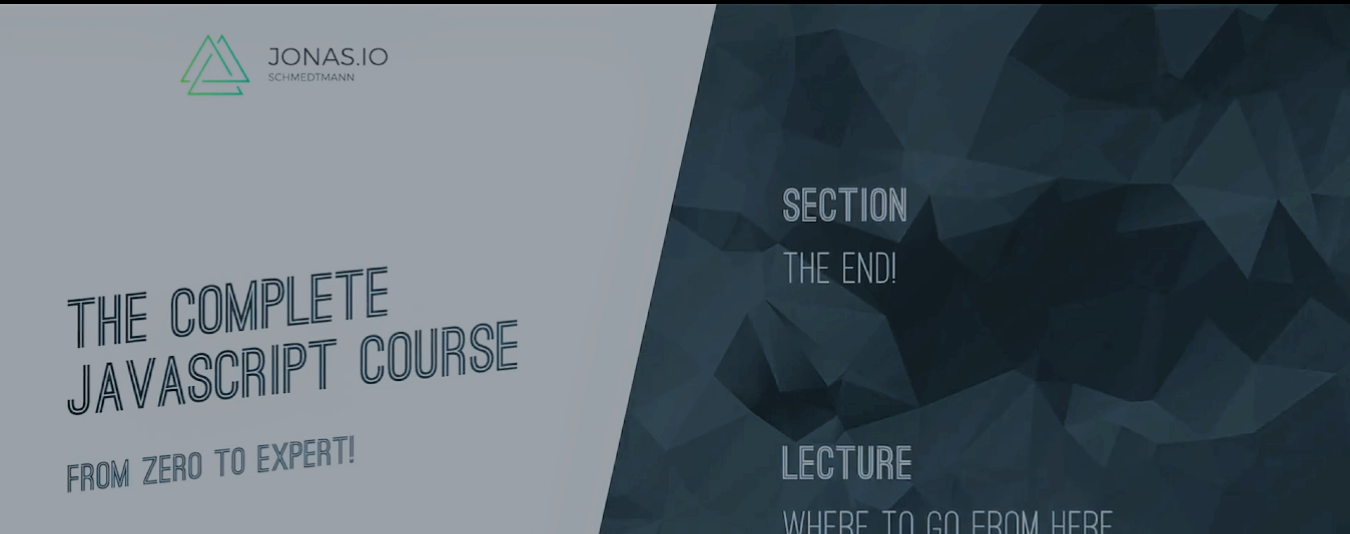 JONAS.IO
SCHMEDTMANN
THE COMPLETE
JAVASCRIPT COURSE
FROM ZERO TO EXPERT!
SECTION
THE END!
LECTURE
WHERE TO GO FROM HERE